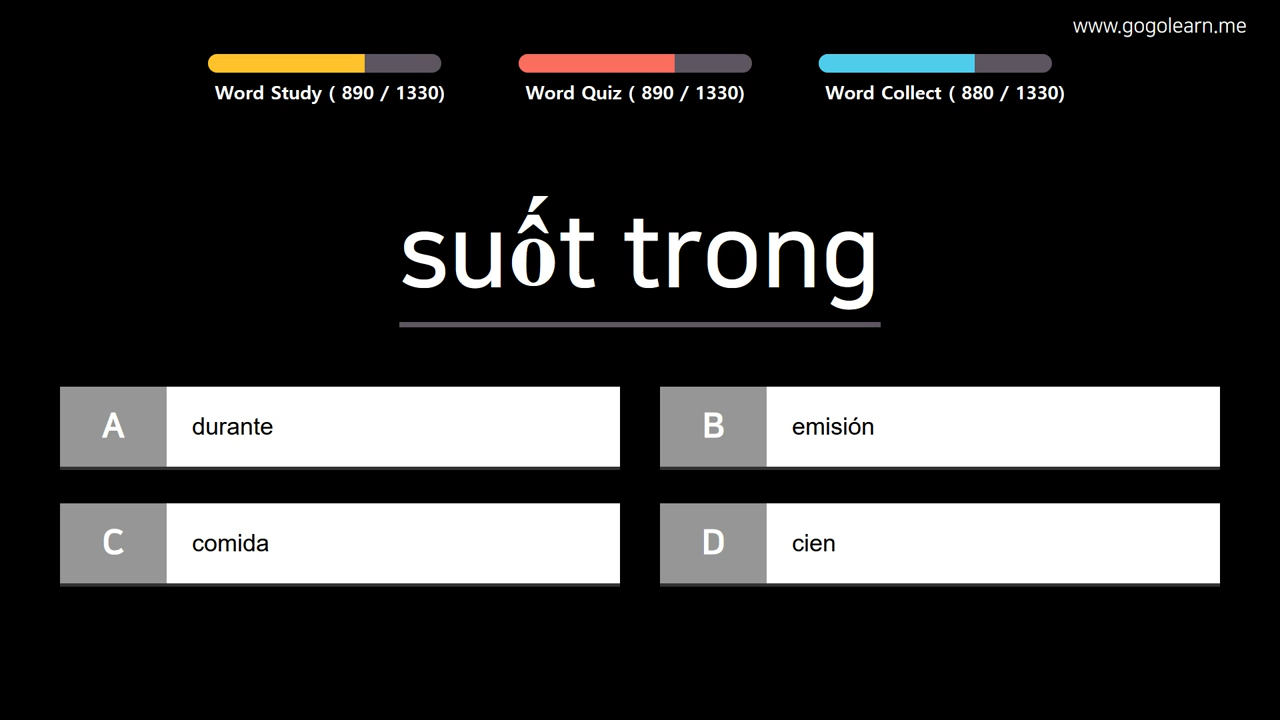 www.gogolearn.me
Word Study ( 890 / 1330)
Word Quiz ( 890 / 1330)
Word Collect ( 880 / 1330)
suốt trong
A durante
B emisión
C comida
D cien